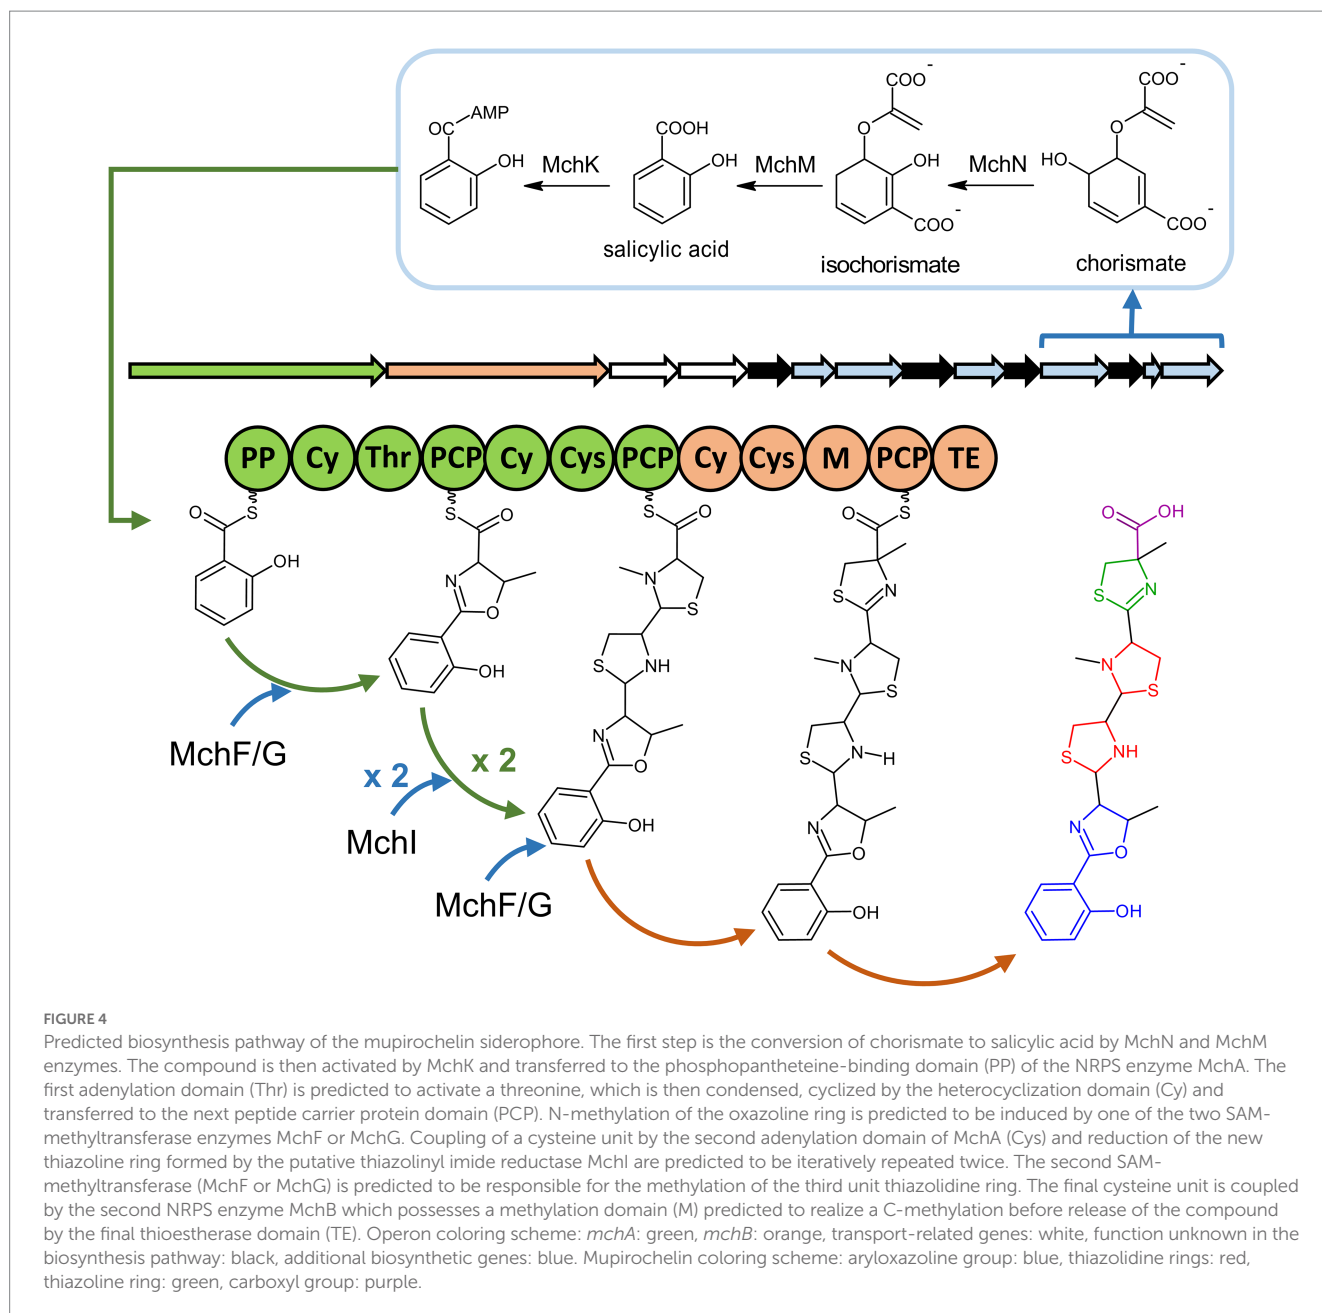 COO -
COO -
AMP
OC
COOH
O
O
OH
MchK
OH
MchM
OH
MchN
HO
COO -
COO -
salicylic acid
isochorismate
chorismate
PP Cy Thr PCP Cy Cys PCP Cy Cys M PCP TE
O S
S O
S O
O S
O OH
OH
N
O
OH
N
S
S NH
N
O
OH
S N
N
S
S N-H
N
O
OH
S N
N
S
S NH
N
O
OH
MchF/G
x 2 x 2
MchI
MchF/G
FIGURE 4
Predicted biosynthesis pathway of the mupirochelin siderophore. The first step is the conversion of chorismate to salicylic acid by MchN and MchM
enzymes. The compound is then activated by MchK and transferred to the phosphopantheteine-binding domain (PP) of the NRPS enzyme MchA. The
first adenylation domain (Thr) is predicted to activate a threonine, which is then condensed, cyclized by the heterocyclization domain (Cy) and
transferred to the next peptide carrier protein domain (PCP). N-methylation of the oxazoline ring is predicted to be induced by one of the two SAM-
methyltransferase enzymes MchF or MchG. Coupling of a cysteine unit by the second adenylation domain of MchA (Cys) and reduction of the new
thiazoline ring formed by the putative thiazolinyl imide reductase MchI are predicted to be iteratively repeated twice. The second SAM-
methyltransferase (MchF or MchG) is predicted to be responsible for the methylation of the third unit thiazolidine ring. The final cysteine unit is coupled
by the second NRPS enzyme MchB which possesses a methylation domain (M) predicted to realize a C-methylation before release of the compound
by the final thioestherase domain (TE). Operon coloring scheme: mchA: green, mchB: orange, transport-related genes: white, function unknown in the
biosynthesis pathway: black, additional biosynthetic genes: blue. Mupirochelin coloring scheme: aryloxazoline group: blue, thiazolidine rings: red,
thiazoline ring: green, carboxyl group: purple.